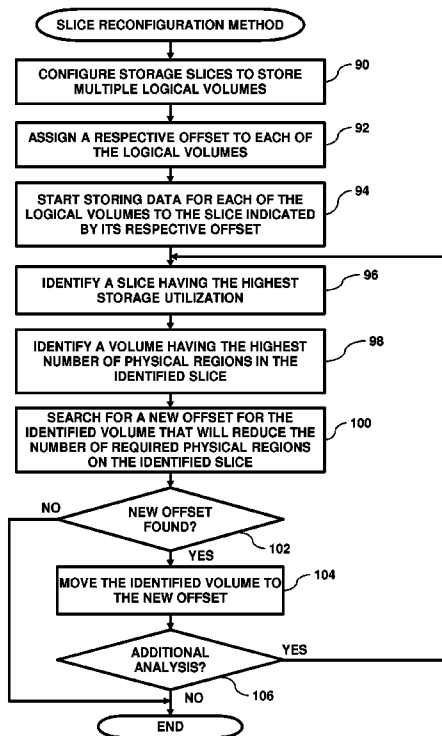 SLICE RECONFIGURATION METHOD
CONFIGURE STORAGE SLICES TO STORE
MULTIPLE LOGICAL VOLUMES
90
ASSIGN A RESPECTIVE OFFSET TO EACH OF
THE LOGICAL VOLUMES
92
START STORING DATA FOR EACH OF THE
LOGICAL VOLUMES TO THE SLICE INDICATED
BY ITS RESPECTIVE OFFSET
94
IDENTIFY A SLICE HAVING THE HIGHEST
STORAGE UTILIZATION
96
IDENTIFY A VOLUME HAVING THE HIGHEST
NUMBER OF PHYSICAL REGIONS IN THE
IDENTIFIED SLICE
98
SEARCH FOR A NEW OFFSET FOR THE
IDENTIFIED VOLUME THAT WILL REDUCE THE
NUMBER OF REQUIRED PHYSICAL REGIONS
ON THE IDENTIFIED SLICE
100
NO
NEW OFFSET
FOUND?
102
YES
MOVE THE IDENTIFIED VOLUME TO
THE NEW OFFSET
104
ADDITIONAL
ANALYSIS?
YES
NO
106
END